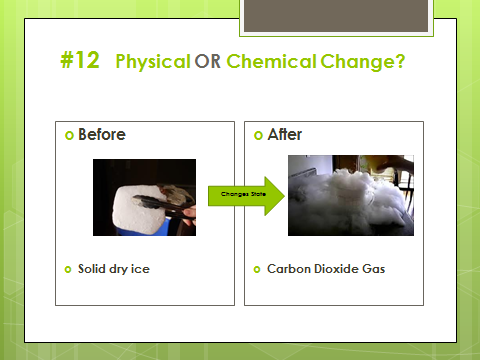 #12 Physical OR Chemical Change?
Before
After
Changes State
Solid dry ice
Carbon Dioxide Gas